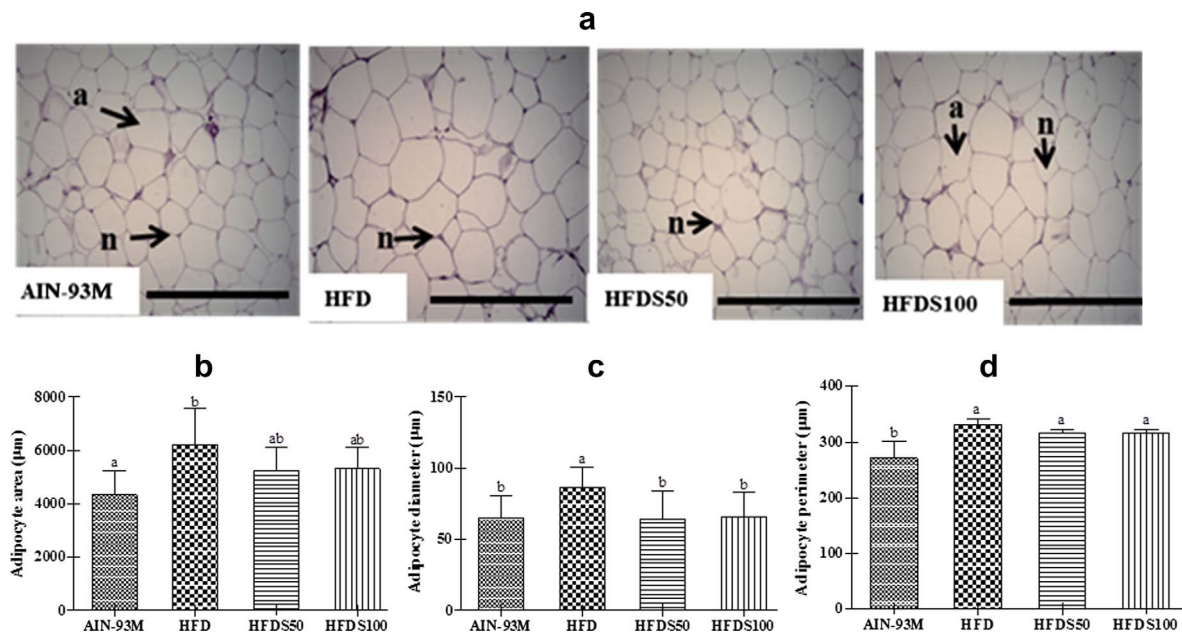 a
a
n
AIN-93M
n
HFD
n
HFDS50
a
n
HFDS100
b
Adipocyte area (µm)
8000
6000
4000
2000
0
a
b
ab
ab
AIN-93M
HFD
HFDS50
HFDS100
c
Adipocyte diameter (µm)
150
100
50
0
b
a
b
b
AIN-93M
HFD
HFDS50
HFDS100
d
Adipocyte perimeter (µm)
400
300
200
100
0
b
a
a
a
AIN-93M
HFD
HFDS50
HFDS100